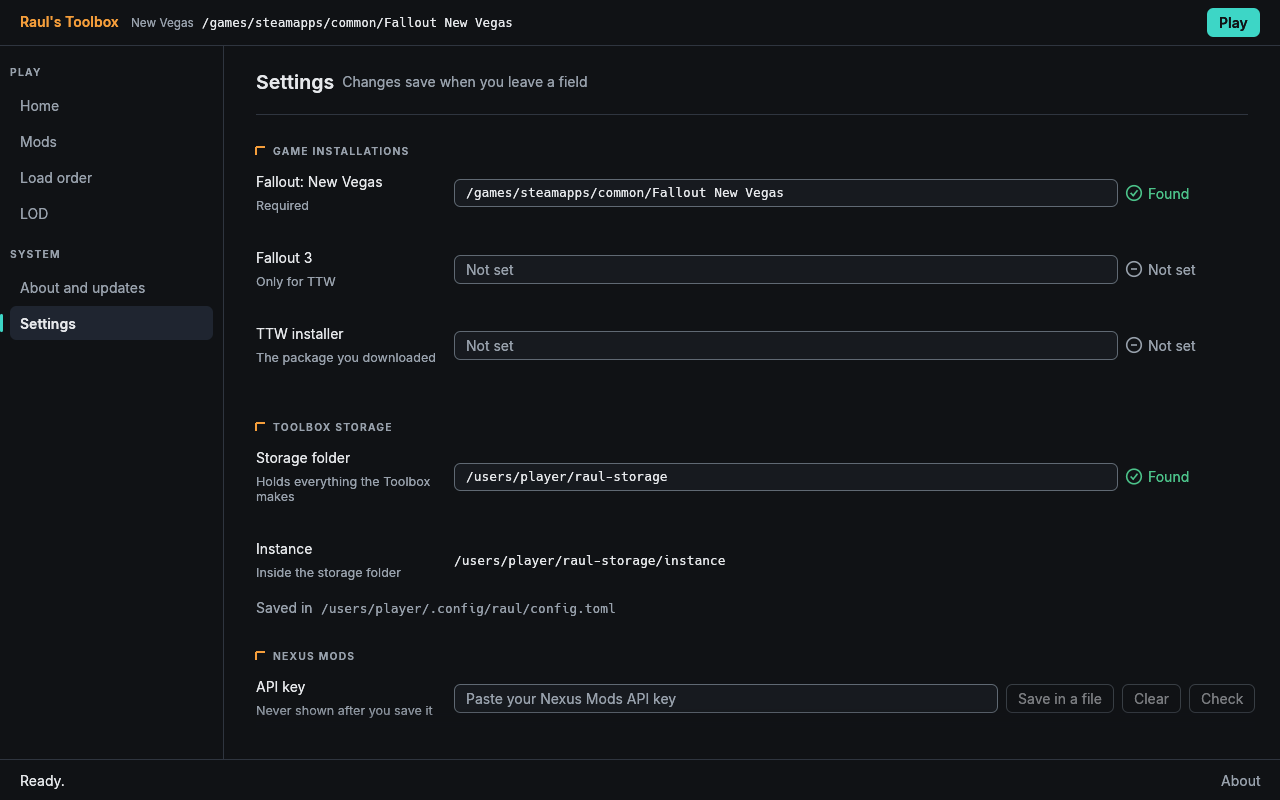 Raul's Toolbox New Vegas /games/steamapps/common/Fallout New Vegas Play
PLAY
Home
Mods
Load order
LOD
SYSTEM
About and updates
Settings
Settings Changes save when you leave a field
GAME INSTALLATIONS
Fallout: New Vegas
Required
/games/steamapps/common/Fallout New Vegas Found
Fallout 3
Only for TTW
Not set Not set
TTW installer
The package you downloaded
Not set Not set
TOOLBOX STORAGE
Storage folder
Holds everything the Toolbox
makes
/users/player/raul-storage Found
Instance
Inside the storage folder
/users/player/raul-storage/instance
Saved in /users/player/.config/raul/config.toml
NEXUS MODS
API key
Never shown after you save it
Paste your Nexus Mods API key Save in a file Clear Check
Ready. About